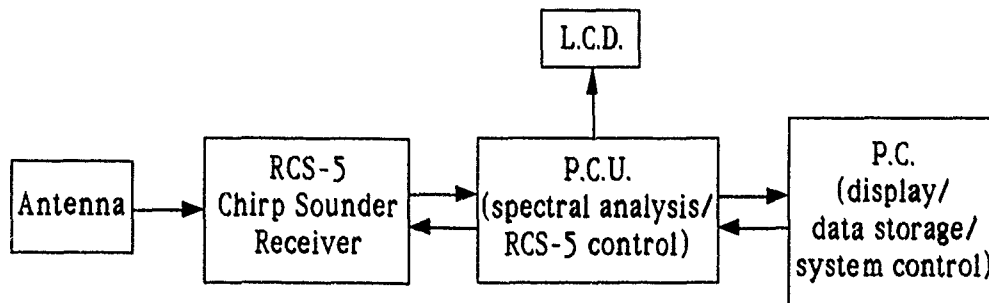 L.C.D.
Antenna
RCS-5
Chirp Sounder
Receiver
P.C.U.
(spectral analysis/
RCS-5 control)
P.C.
(display/
data storage/
system control)